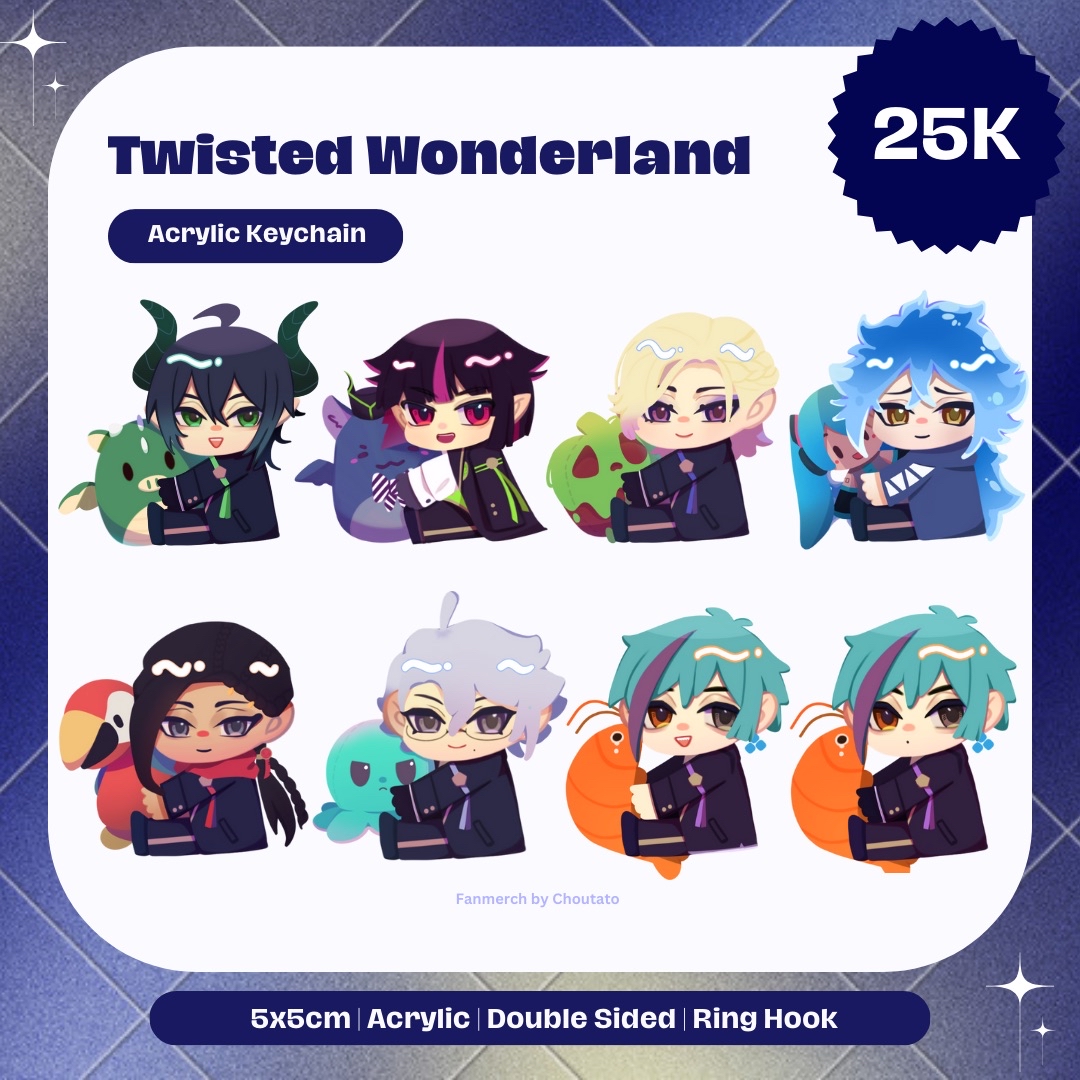 Twisted Wonderland
25K
Acrylic Keychain
Fanmerch by Choutato
5x5cm | Acrylic | Double Sided | Ring Hook